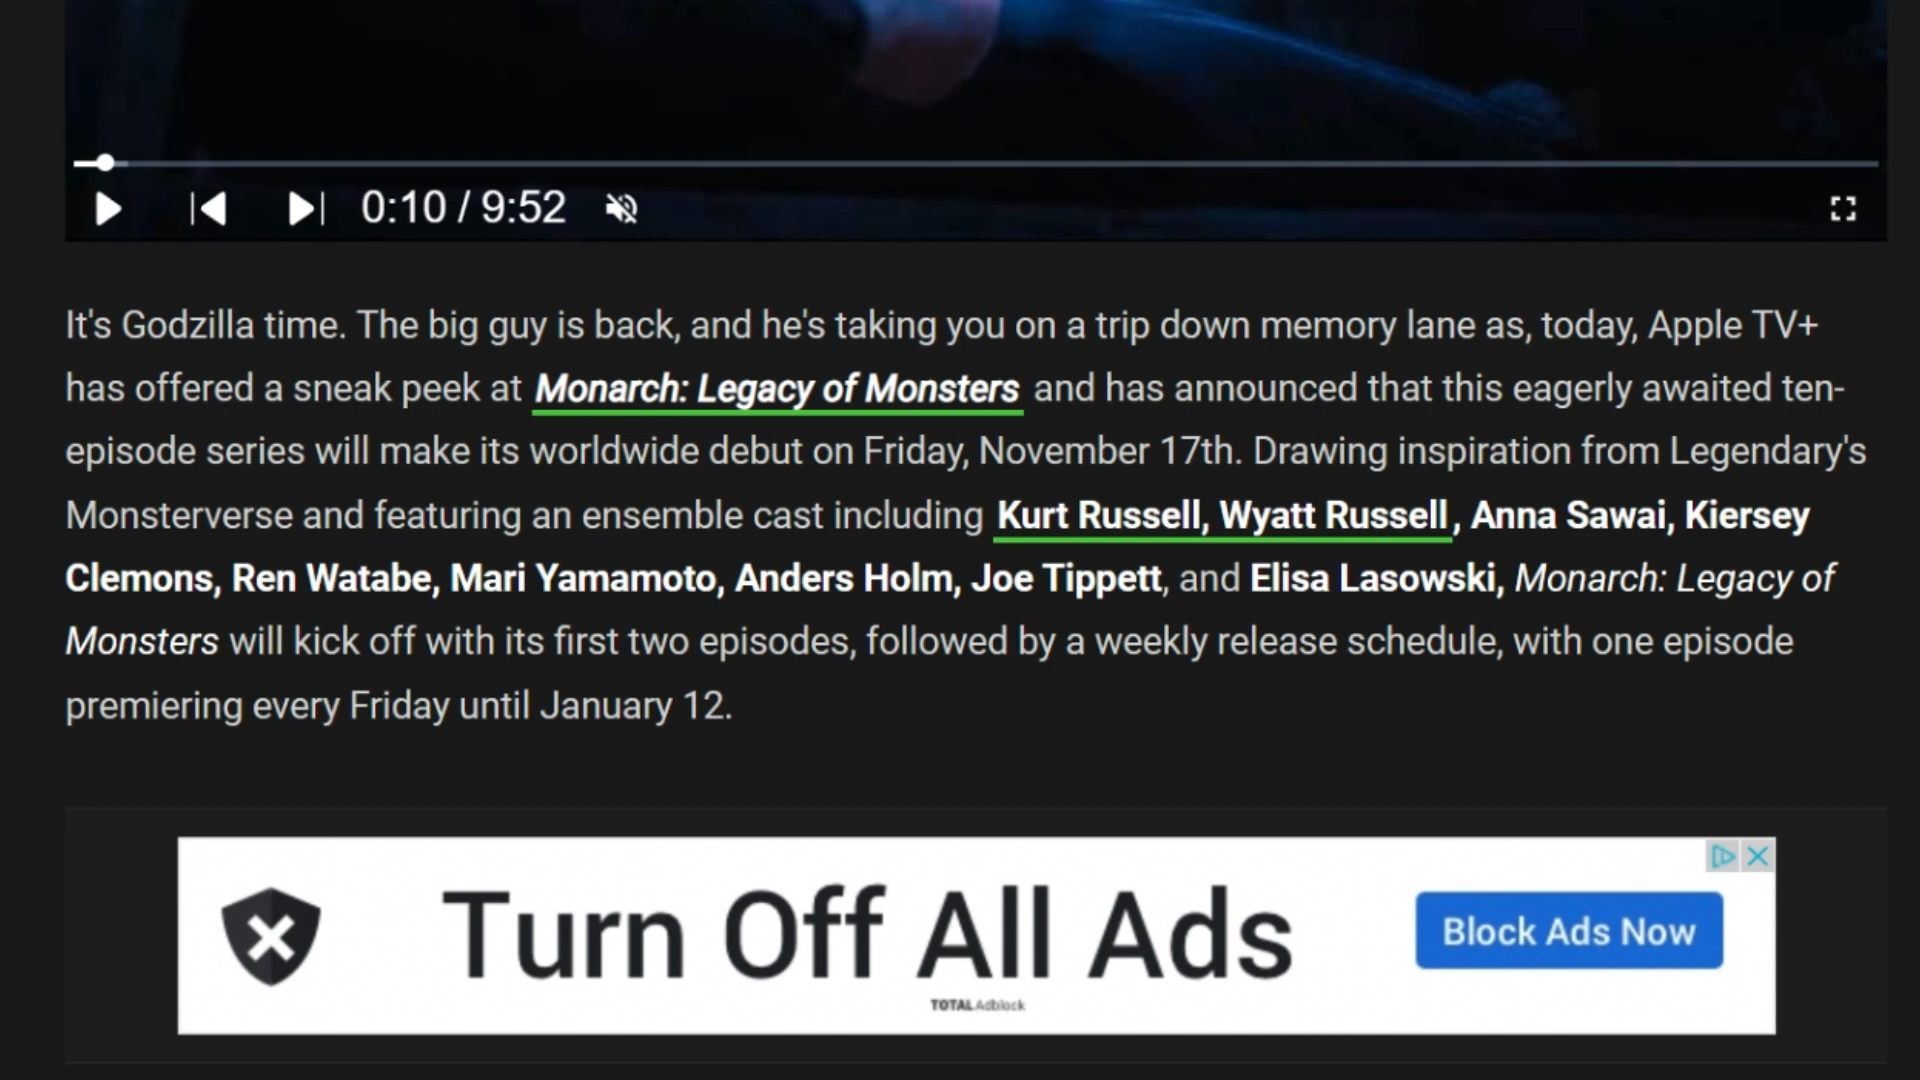 0:10 / 9:52
It's Godzilla time. The big guy is back, and he's taking you on a trip down memory lane as, today, Apple TV+
has offered a sneak peek at Monarch: Legacy of Monsters and has announced that this eagerly awaited ten-
episode series will make its worldwide debut on Friday, November 17th. Drawing inspiration from Legendary's
Monsterverse and featuring an ensemble cast including Kurt Russell, Wyatt Russell, Anna Sawai, Kiersey
Clemons, Ren Watabe, Mari Yamamoto, Anders Holm, Joe Tippett, and Elisa Lasowski, Monarch: Legacy of
Monsters will kick off with its first two episodes, followed by a weekly release schedule, with one episode
premiering every Friday until January 12.
Turn Off All Ads
Block Ads Now
TOTAL Adblock